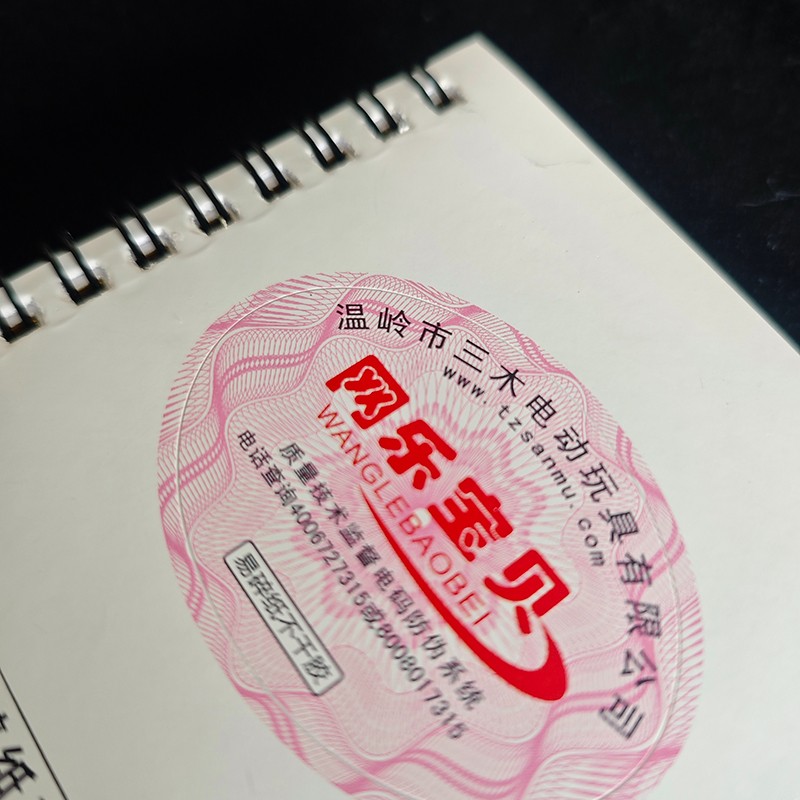 温岭市三木电动玩具有限公司
www.tzsanmu.com
网乐宝贝
WANGLEBAOBEI
质量技术监督电码防伪系统
电话查询4006727315或8008017315
易碎纸不干胶
纸